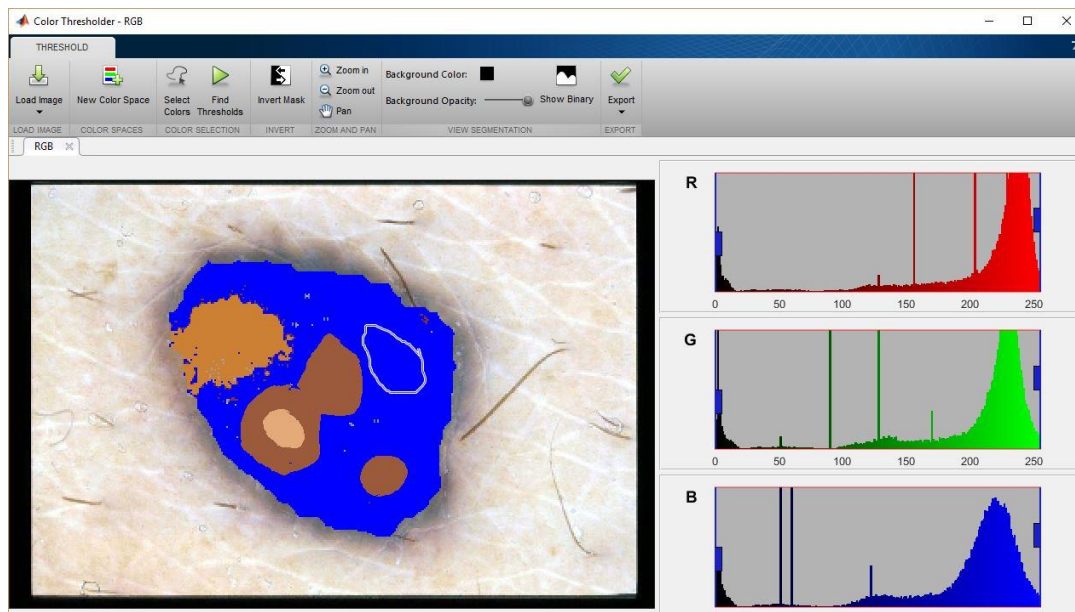 Color Thresholder - RGB
THRESHOLD
Load Image
New Color Space
Select Colors
Find Thresholds
Invert Mask
Zoom in
Zoom out
Pan
Background Color:
Background Opacity:
Show Binary
Export
LOAD IMAGE
COLOR SPACES
COLOR SELECTION
INVERT
ZOOM AND PAN
VIEW SEGMENTATION
EXPORT
RGB
R
0 50 100 150 200 250
G
0 50 100 150 200 250
B